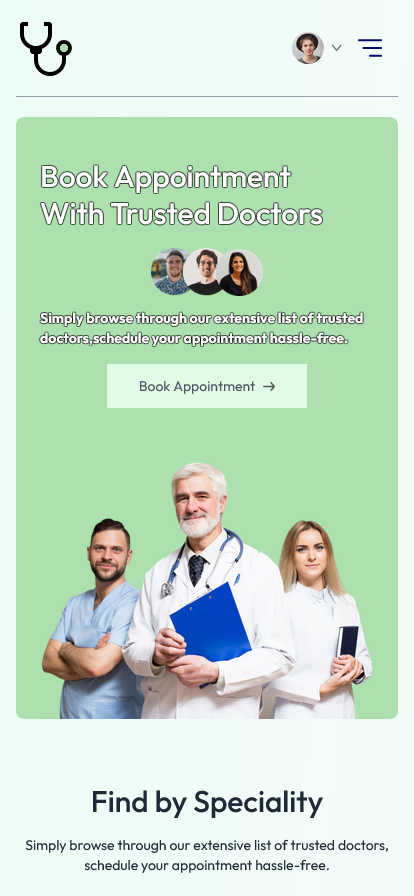 Book Appointment
With Trusted Doctors
Simply browse through our extensive list of trusted
doctors,schedule your appointment hassle-free.
Book Appointment →
Find by Speciality
Simply browse through our extensive list of trusted doctors,
schedule your appointment hassle-free.